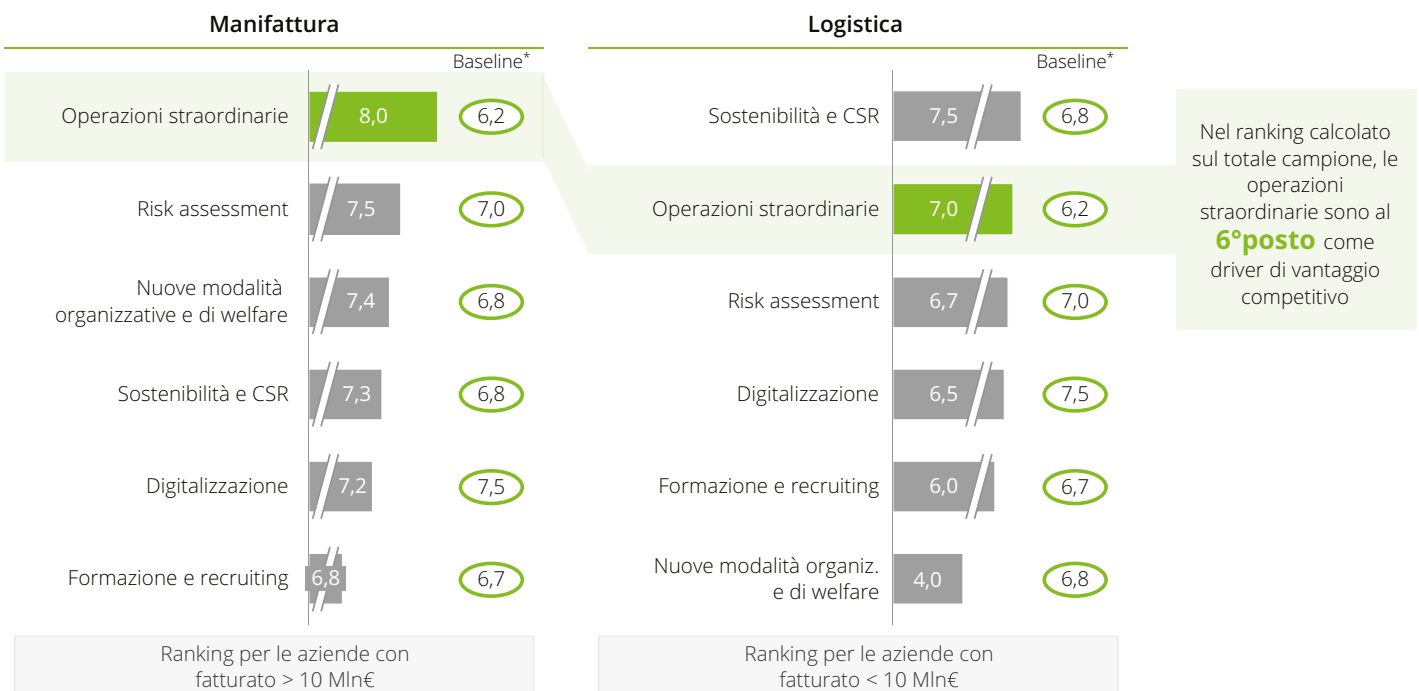 Manifattura
Baseline*
Operazioni straordinarie 8,0 6,2
Risk assessment 7,5 7,0
Nuove modalità
organizzative e di welfare 7,4 6,8
Sostenibilità e CSR 7,3 6,8
Digitalizzazione 7,2 7,5
Formazione e recruiting 6,8 6,7
Ranking per le aziende con
fatturato > 10 Mln€
Logistica
Baseline*
Sostenibilità e CSR 7,5 6,8
Operazioni straordinarie 7,0 6,2
Risk assessment 6,7 7,0
Digitalizzazione 6,5 7,5
Formazione e recruiting 6,0 6,7
Nuove modalità organiz.
e di welfare 4,0 6,8
Ranking per le aziende con
fatturato < 10 Mln€
Nel ranking calcolato
sul totale campione, le
operazioni
straordinarie sono al
6°posto come
driver di vantaggio
competitivo